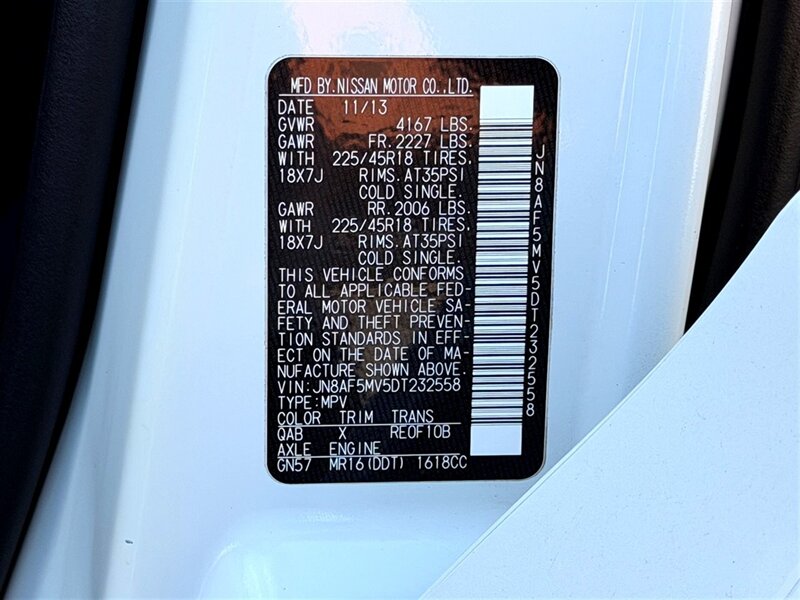 MFD BY.NISSAN MOTOR CO.,LTD.
DATE 11/13
GVWR 4167 LBS.
GAWR FR.2227 LBS.
WITH 225/45R18 TIRES.
18X7J RIMS.AT35PSI
COLD SINGLE.
GAWR RR.2006 LBS.
WITH 225/45R18 TIRES.
18X7J RIMS.AT35PSI
COLD SINGLE.
THIS VEHICLE CONFORMS
TO ALL APPLICABLE FED-
ERAL MOTOR VEHICLE SA-
FETY AND THEFT PREVEN-
TION STANDARDS IN EFF-
ECT ON THE DATE OF MA-
NUFACTURE SHOWN ABOVE.
VIN:JN8AF5MV5DT232558
TYPE:MPV
COLOR TRIM TRANS
QAB X RE0F10B
AXLE ENGINE
GN57 MR16(DDT) 1618CC
JN8AF5MV5DT232558